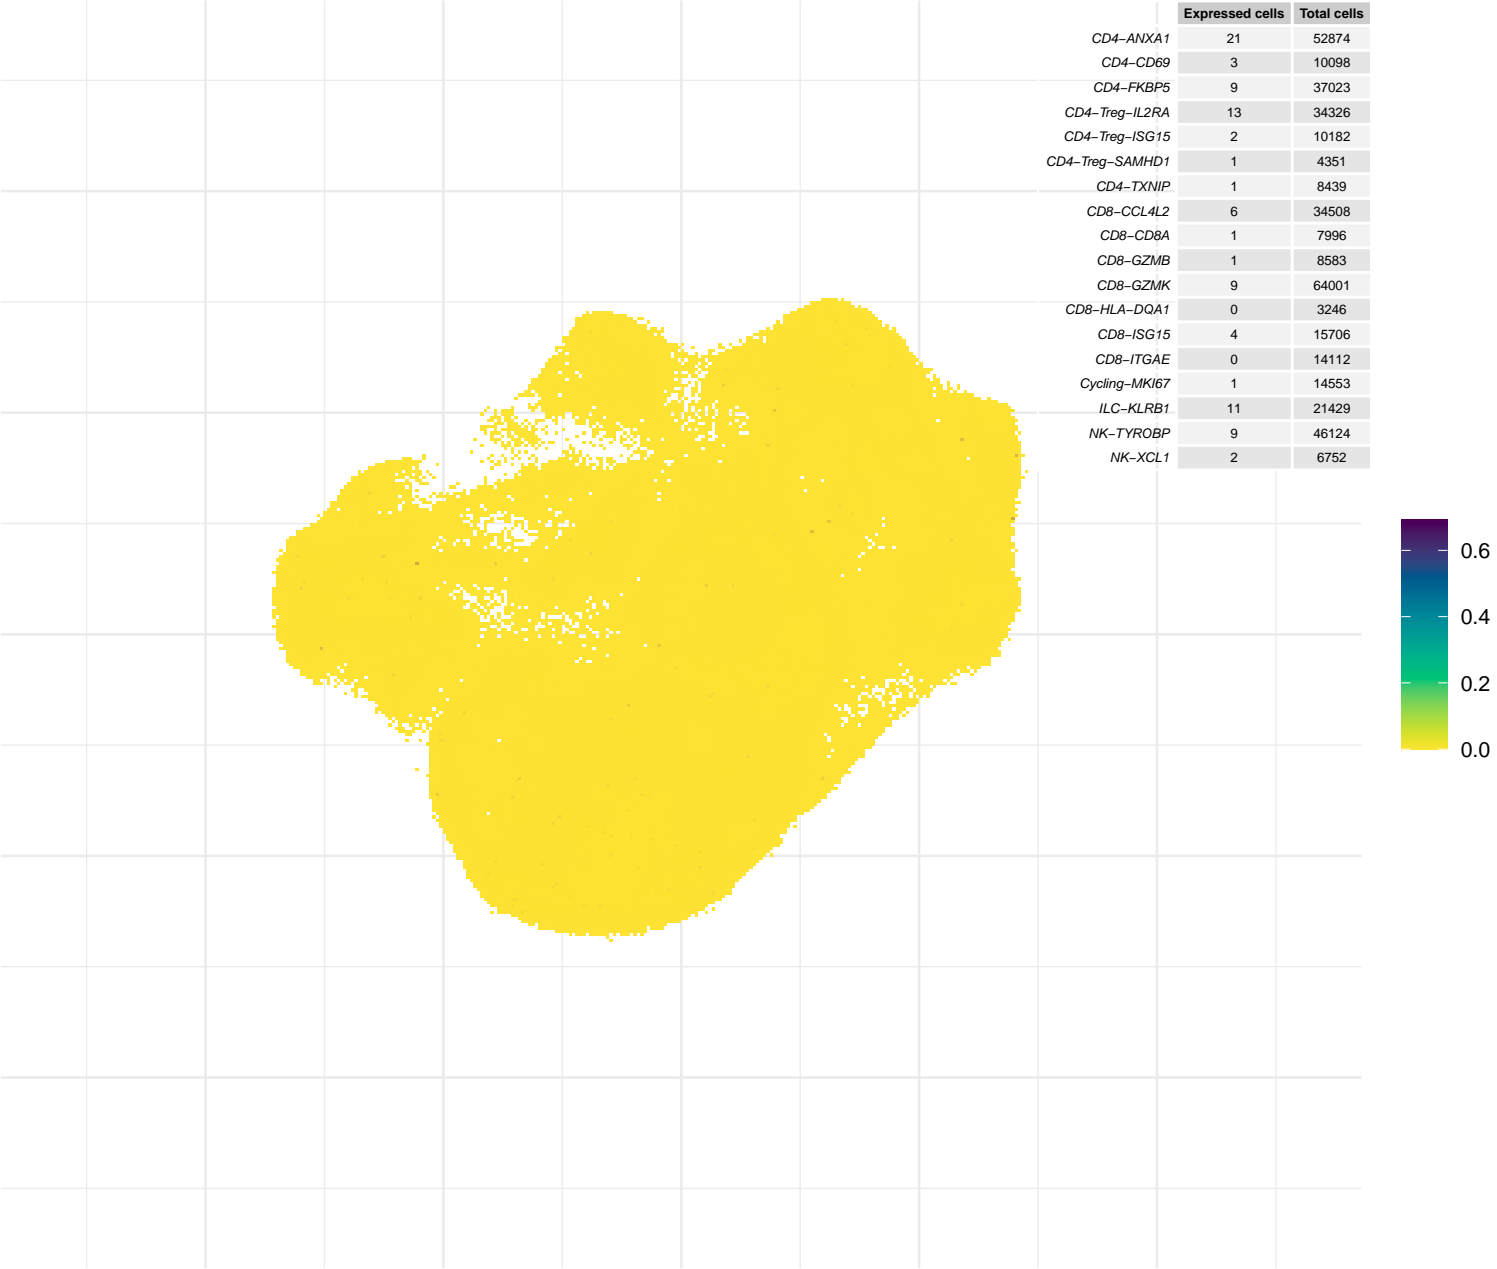 Expressed cells Total cells
CD4−ANXA1 21 52874
CD4−CD69 3 10098
CD4−FKBP5 9 37023
CD4−Treg−IL2RA 13 34326
CD4−Treg−ISG15 2 10182
CD4−Treg−SAMHD1 1 4351
CD4−TXNIP 1 8439
CD8−CCL4L2 6 34508
CD8−CD8A 1 7996
CD8−GZMB 1 8583
CD8−GZMK 9 64001
CD8−HLA−DQA1 0 3246
CD8−ISG15 4 15706
CD8−ITGAE 0 14112
Cycling−MKI67 1 14553
ILC−KLRB1 11 21429
NK−TYROBP 9 46124
NK−XCL1 2 6752
0.6
0.4
0.2
0.0